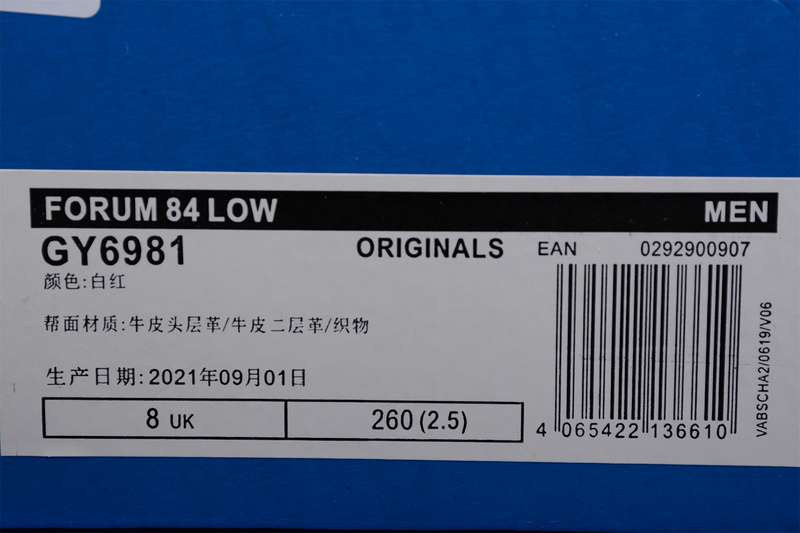 FORUM 84 LOW MEN
GY6981 ORIGINALS EAN 0292900907
颜色:白红
帮面材质:牛皮头层革/牛皮二层革/织物
生产日期:2021年09月01日
8 UK 260(2.5)
4 065422 136610
VABSCHA2/0619/V06